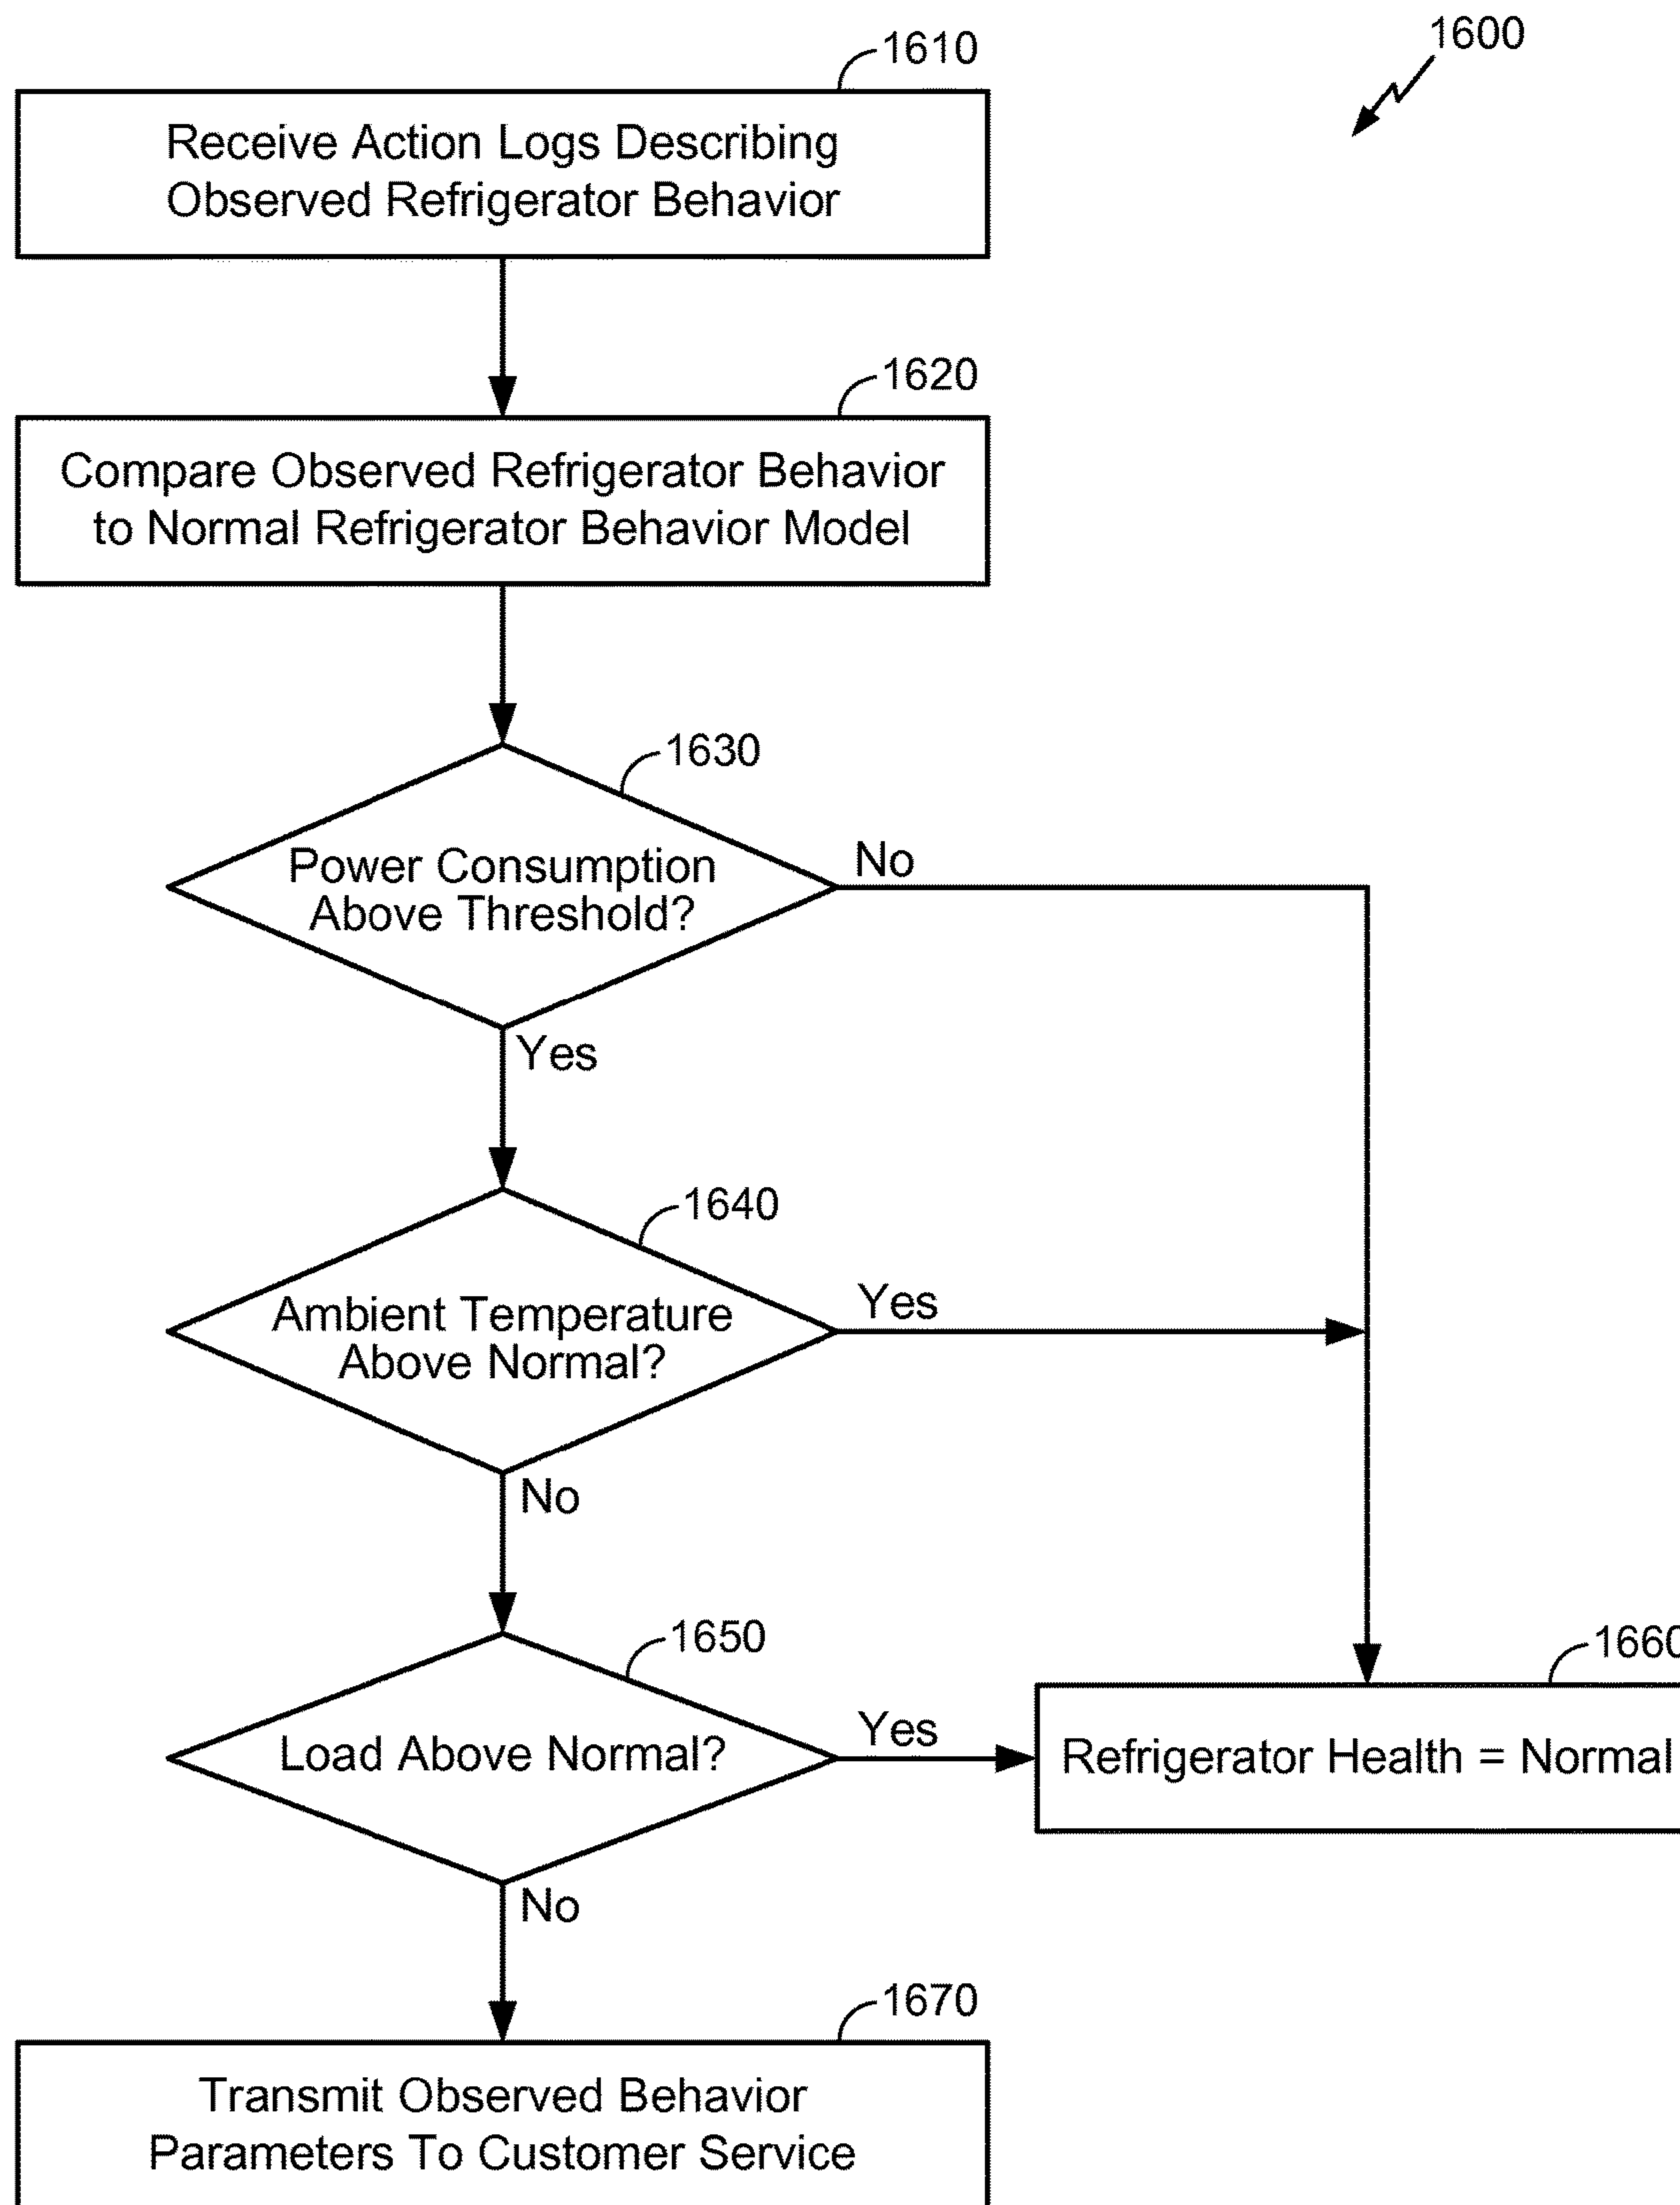 1600
1610
Receive Action Logs Describing
Observed Refrigerator Behavior
1620
Compare Observed Refrigerator Behavior
to Normal Refrigerator Behavior Model
1630
Power Consumption
Above Threshold?
No
Yes
1640
Ambient Temperature
Above Normal?
Yes
No
1650
Load Above Normal?
Yes
1660
Refrigerator Health = Normal
No
1670
Transmit Observed Behavior
Parameters To Customer Service